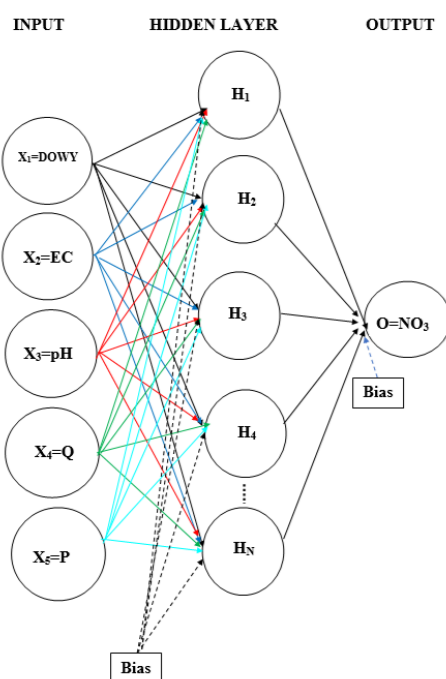 INPUT
HIDDEN LAYER
OUTPUT
X₁=DOWY
X₂=EC
X₃=pH
X₄=Q
X₅=P
H₁
H₂
H₃
H₄
H_N
O=NO₃
Bias
Bias